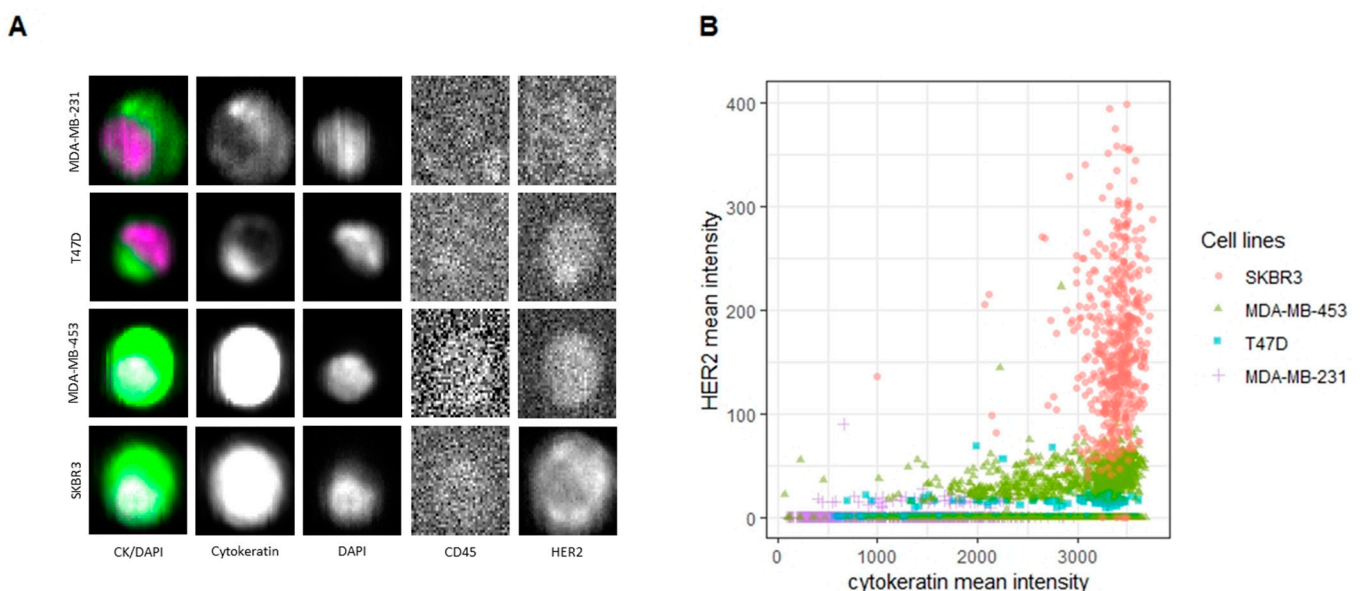 A
B
MDA-MB-231
T47D
MDA-MB-453
SKBR3
CK/DAPI
Cytokeratin
DAPI
CD45
HER2
HER2 mean intensity
400
300
200
100
0
0
1000
2000
3000
cytokeratin mean intensity
Cell lines
SKBR3
MDA-MB-453
T47D
MDA-MB-231